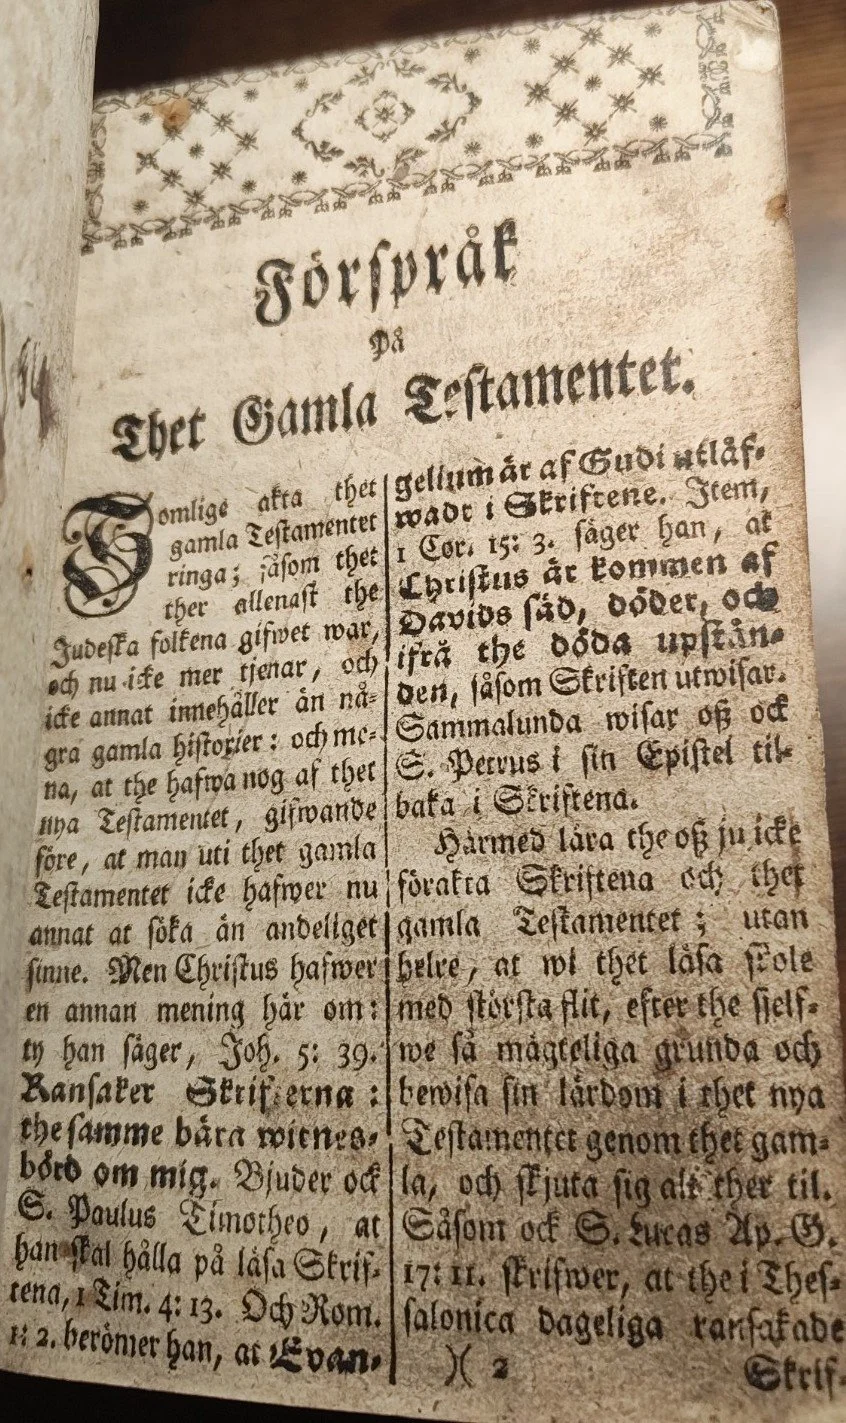 Förspråk
på
Thet Gamla Testamentet.
Somlige akta thet
gamla Testamentet
ringa; såsom thet
ther allenast the
Judeska folkena gifwet war,
och nu icke mer tjenar, och
icke annat innehåller än nå-
gra gamla historier: och me-
na, at the hafwa nog af thet
nya Testamentet, gifwande
före, at man uti thet gamla
Testamentet icke hafwer nu
annat at söka än andeliget
sinne. Men Christus hafwer
en annan mening här om:
ty han säger, Joh. 5: 39.
Ransaker Skrifterna:
the samme bära witnes-
börd om mig. Bjuder ock
S. Paulus Timotheo, at
han skal hålla på läsa Skrif-
tena, 1 Tim. 4: 13. Och Rom.
1: 2. berömer han, at Evan-
gelium är af Gudi utlåf-
wadt i Skriftene. Item,
1 Cor. 15: 3. säger han, at
Christus är kommen af
Davids säd, döder, och
ifrå the döda upstån-
den, såsom Skriften utwisar.
Sammalunda wisar oß ock
S. Petrus i sin Epistel til-
baka i Skriftena.
Härmed lära the oß ju icke
förakta Skriftena och thet
gamla Testamentet; utan
helre, at wi thet läsa skole
med största flit, efter the sjelf-
we så mägteliga grunda och
bewisa sin lärdom i thet nya
Testamentet genom thet gam-
la, och skjuta sig alt ther til.
Såsom ock S. Lucas Ap. G.
17: 11. skrifwer, at the i Thes-
salonica dageliga ransakade
)( 2
Skrif-